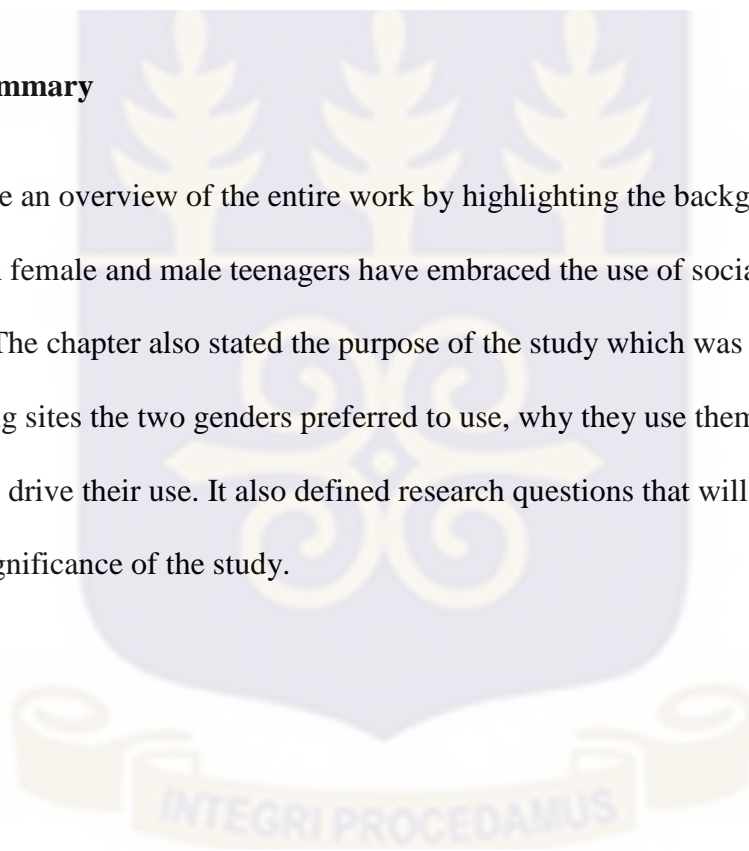 mmary
e an overview of the entire work by highlighting the backg
female and male teenagers have embraced the use of socia
The chapter also stated the purpose of the study which was
g sites the two genders preferred to use, why they use them
drive their use. It also defined research questions that will
gnificance of the study.
INTEGRI PROCEDAMUS